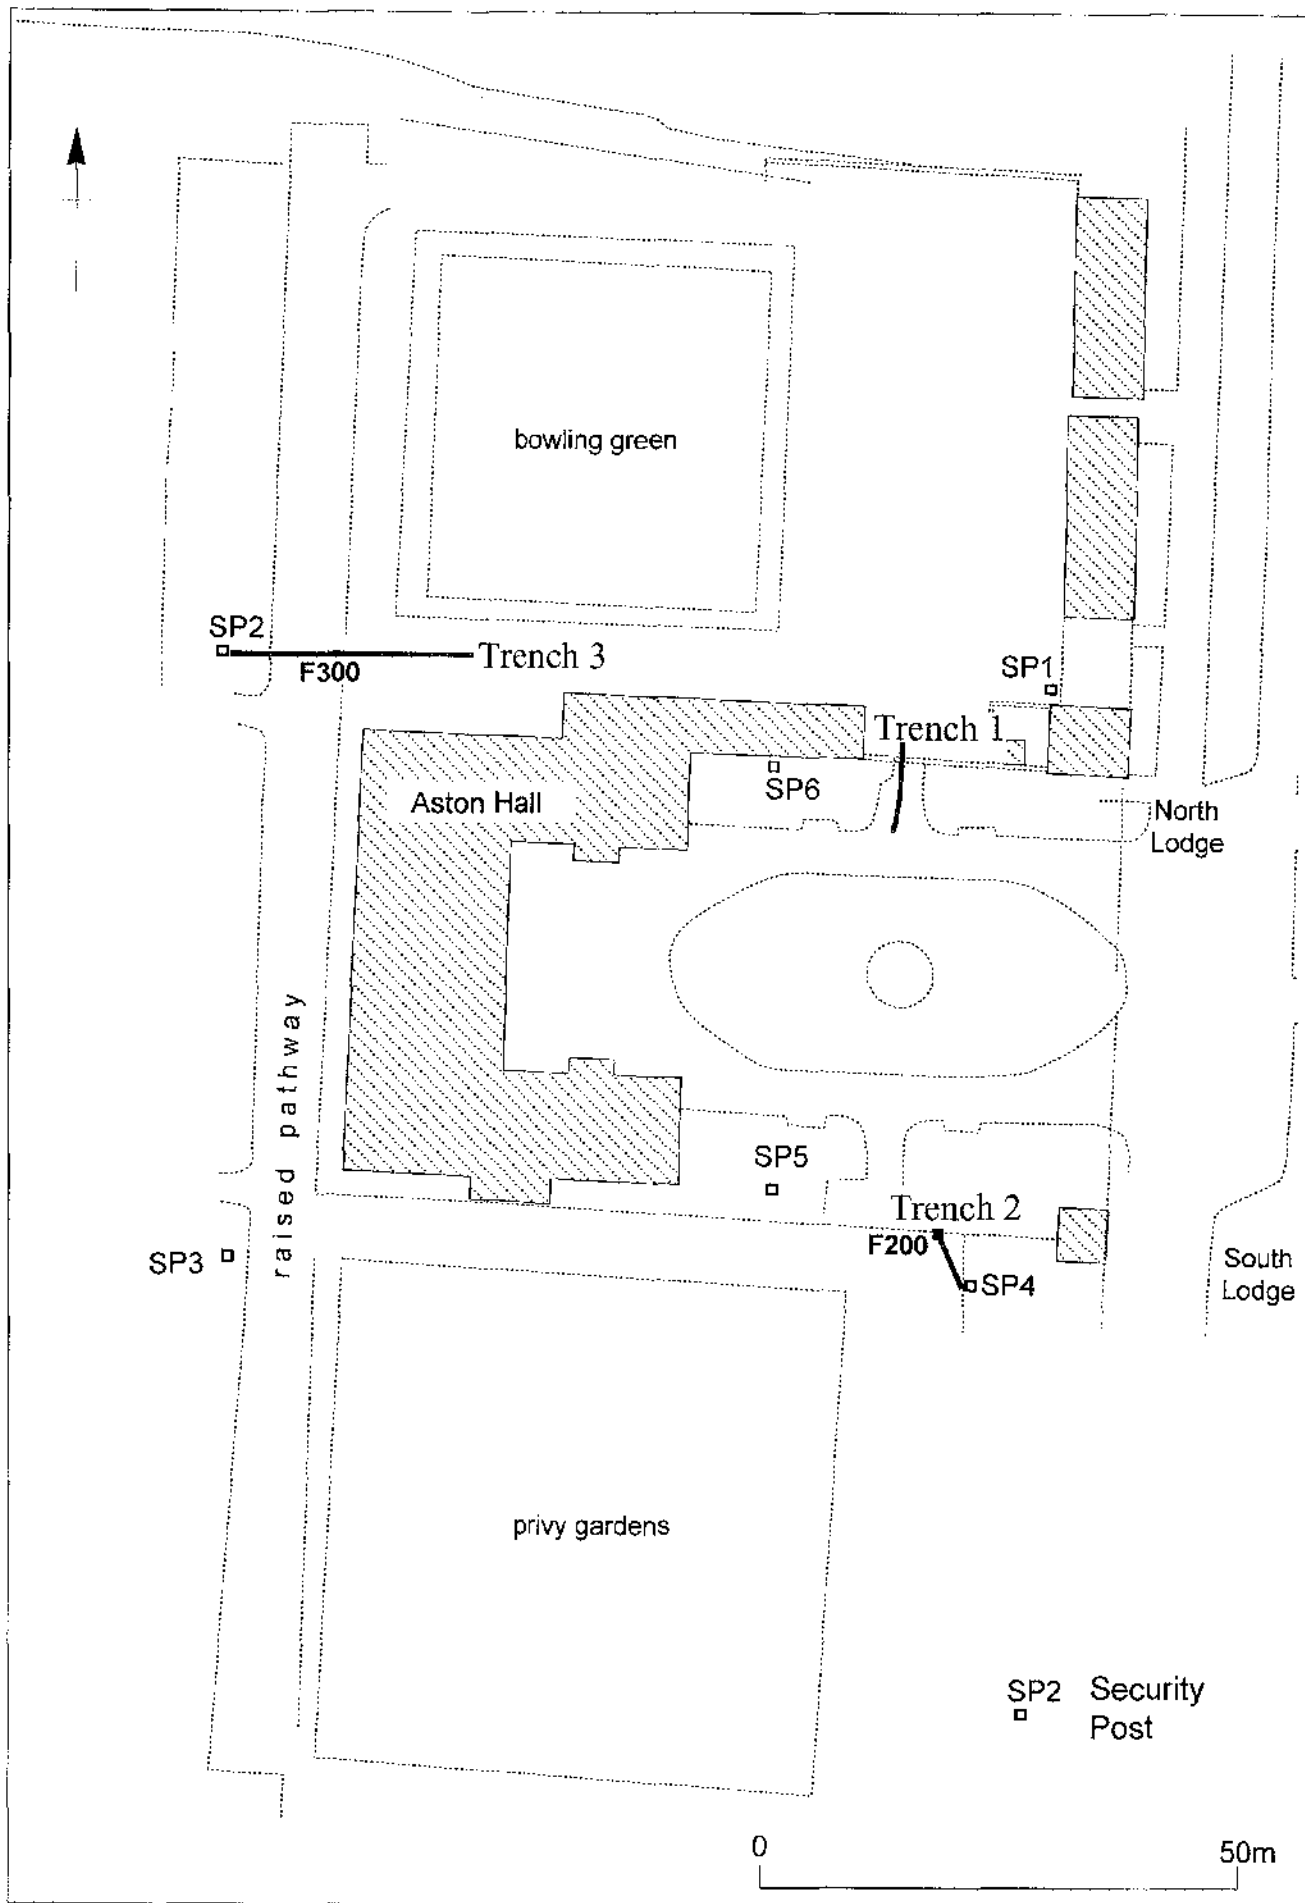 bowling green
SP2
Trench 3
F300
SP1
Trench 1
SP6
Aston Hall
North
Lodge
raised pathway
SP5
Trench 2
F200
SP3
SP4
South
Lodge
privy gardens
SP2 Security
Post
0 50m